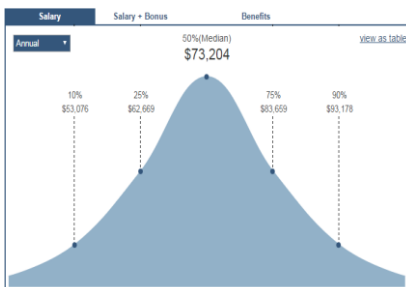 Salary Salary + Bonus Benefits
Annual
view as table
50%(Median)
$73,204
10% 25% 75% 90%
$53,076 $62,669 $83,659 $93,178